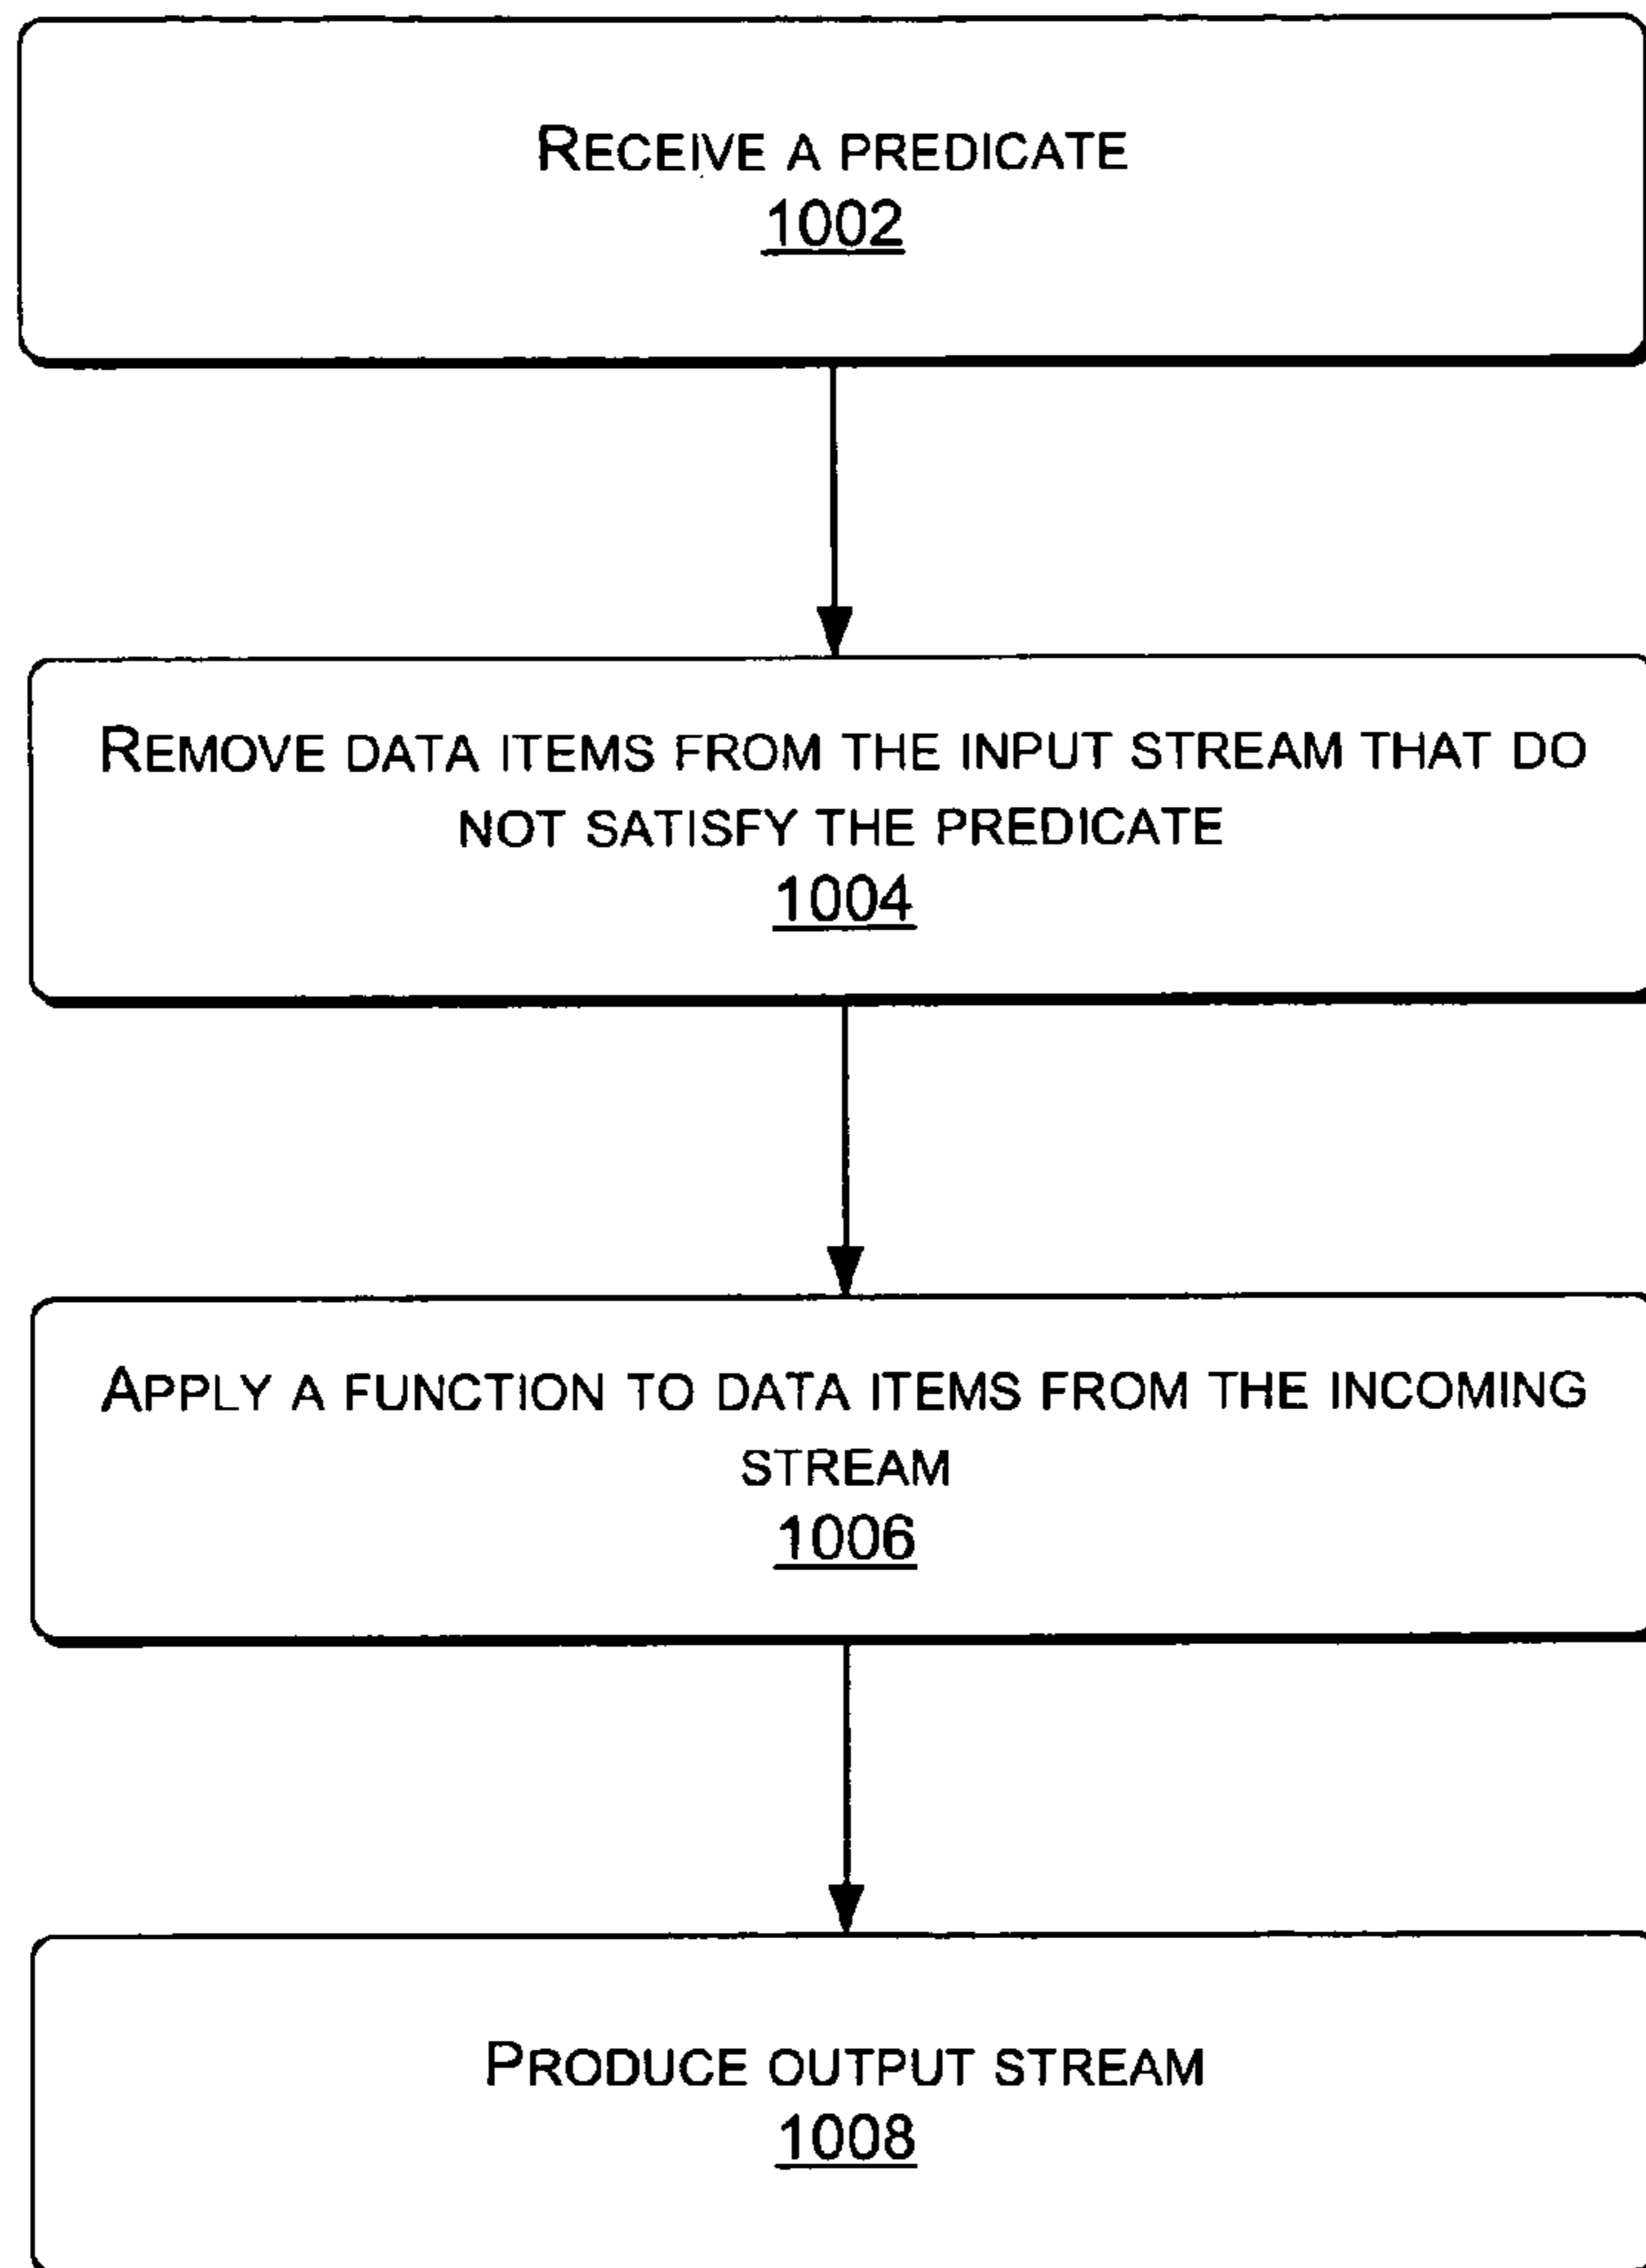 RECEIVE A PREDICATE
1002
REMOVE DATA ITEMS FROM THE INPUT STREAM THAT DO
NOT SATISFY THE PREDICATE
1004
APPLY A FUNCTION TO DATA ITEMS FROM THE INCOMING
STREAM
1006
PRODUCE OUTPUT STREAM
1008